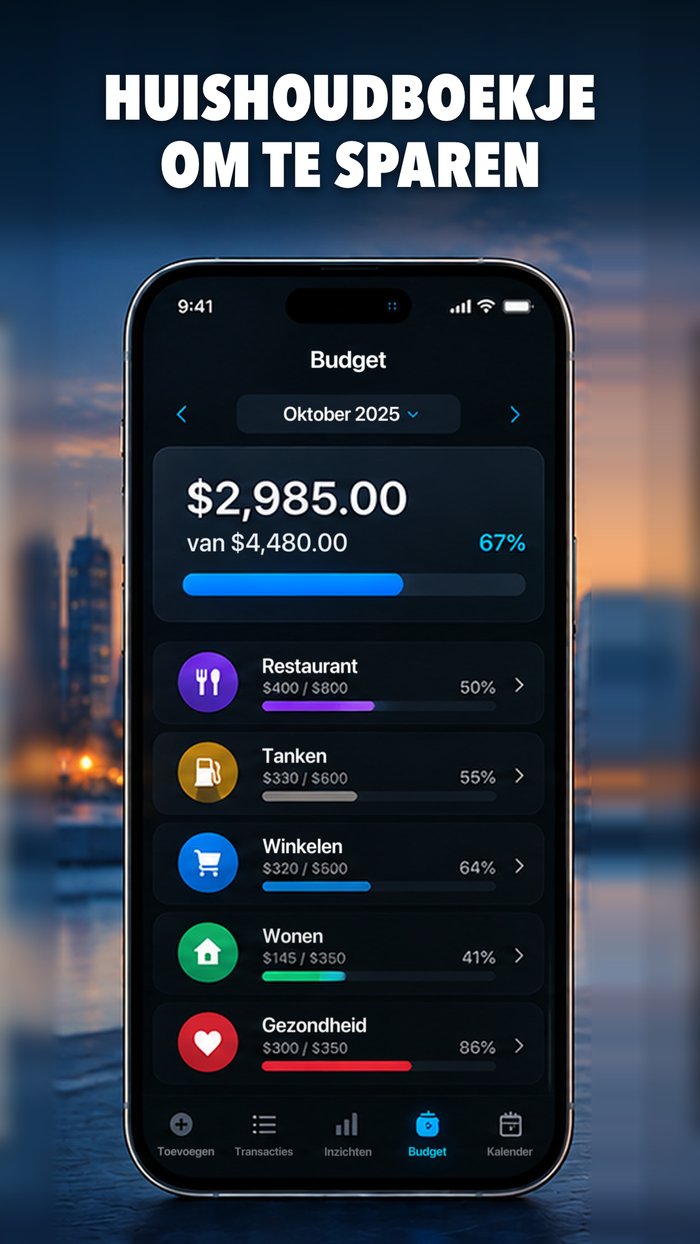 HUISHOUDBOEKJE
OM TE SPAREN
9:41
Budget
Oktober 2025
$2,985.00
van $4,480.00
67%
Restaurant
$400 / $800
50%
Tanken
$330 / $600
55%
Winkelen
$320 / $600
64%
Wonen
$145 / $350
41%
Gezondheid
$300 / $350
86%
Toevoegen
Transacties
Inzichten
Budget
Kalender